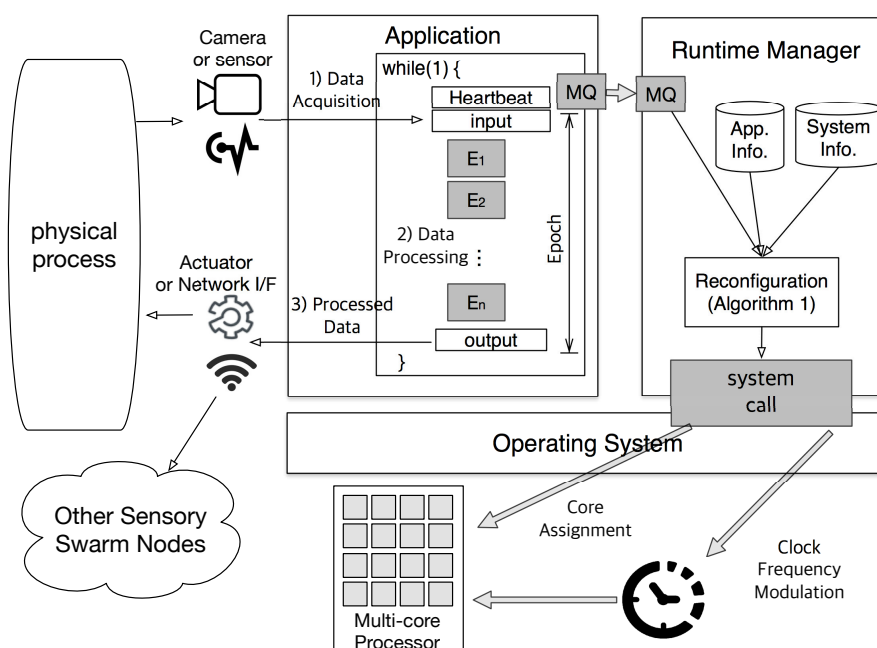 Camera
or sensor
physical
process
Actuator
or Network I/F
Other Sensory
Swarm Nodes
1) Data
Acquisition
3) Processed
Data
Application
while(1) {
Heartbeat
input
E1
E2
2) Data
Processing
⋮
En
output
}
Epoch
MQ
MQ
Runtime Manager
App.
Info.
System
Info.
Reconfiguration
(Algorithm 1)
system
call
Operating System
Core
Assignment
Clock
Frequency
Modulation
Multi-core
Processor